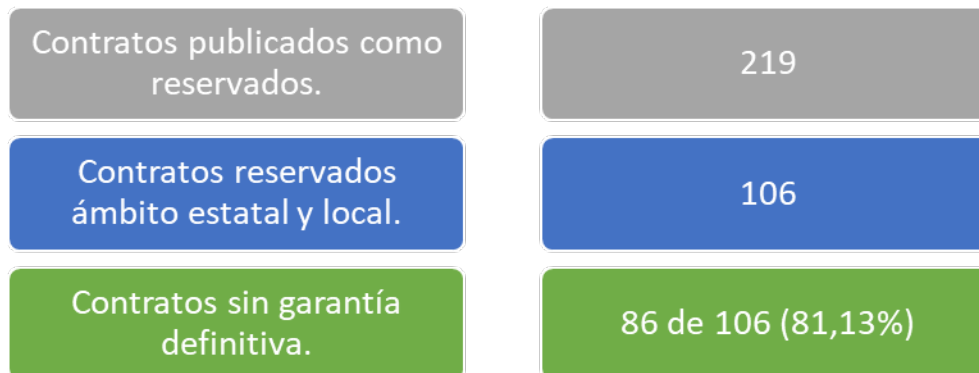 Contratos publicados como
reservados.
219
Contratos reservados
ámbito estatal y local.
106
Contratos sin garantía
definitiva.
86 de 106 (81,13%)